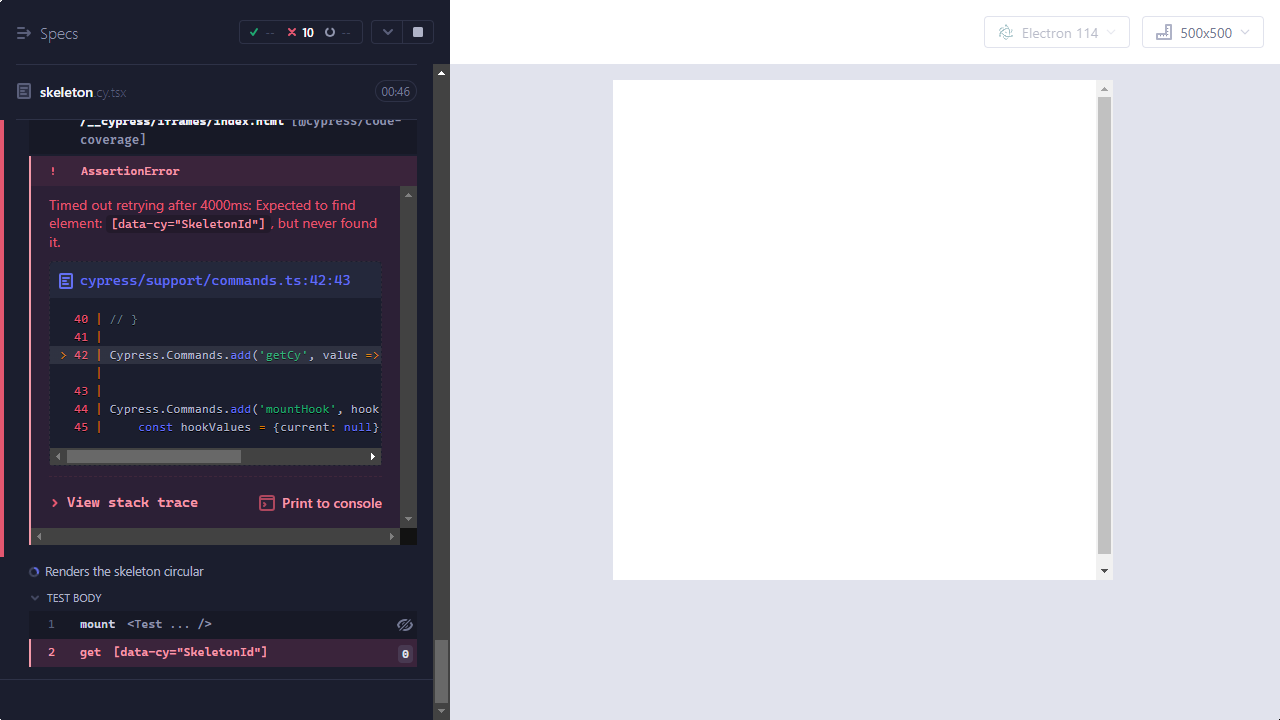 Specs
-- 10 --
Electron 114
500x500
skeleton.cy.tsx
00:46
/__cypress/iframes/index.html [@cypress/code-
coverage]
! AssertionError
Timed out retrying after 4000ms: Expected to find
element: [data-cy="SkeletonId"], but never found
it.
cypress/support/commands.ts:42:43
40 | // }
41 |
> 42 | Cypress.Commands.add('getCy', value =>
|
43 |
44 | Cypress.Commands.add('mountHook', hook
45 | const hookValues = {current: null}
View stack trace
Print to console
Renders the skeleton circular
TEST BODY
1 mount <Test ... />
2 get [data-cy="SkeletonId"] 0